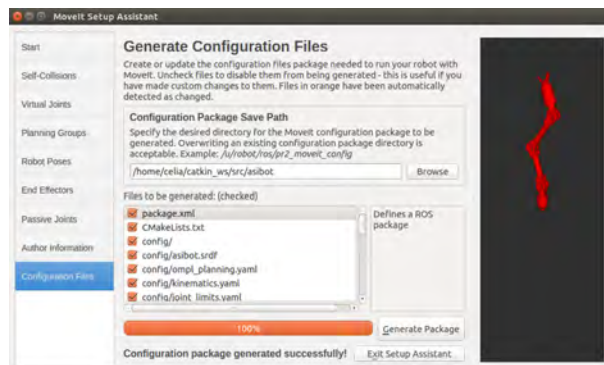 MoveIt Setup Assistant
Start
Self-Collisions
Virtual Joints
Planning Groups
Robot Poses
End Effectors
Passive Joints
Author Information
Configuration Files
Generate Configuration Files
Create or update the configuration files package needed to run your robot with
MoveIt. Uncheck files to disable them from being generated - this is useful if you
have made custom changes to them. Files in orange have been automatically
detected as changed.
Configuration Package Save Path
Specify the desired directory for the MoveIt configuration package to be
generated. Overwriting an existing configuration package directory is
acceptable. Example: /u/robot/ros/pr2_moveit_config
/home/celia/catkin_ws/src/asibot
Browse
Files to be generated: (checked)
package.xml
CMakeLists.txt
config/
config/asibot.srdf
config/ompl_planning.yaml
config/kinematics.yaml
config/joint_limits.yaml
Defines a ROS
package
100%
Generate Package
Configuration package generated successfully!
Exit Setup Assistant